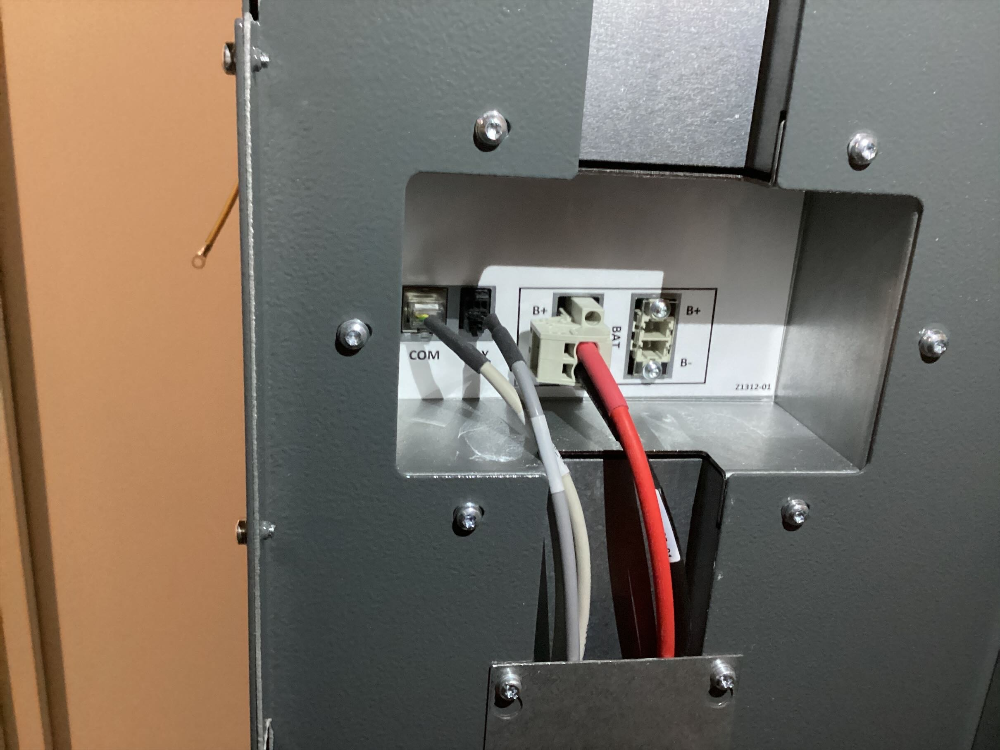 B+
B+
BAT
COM
B-
Z1312-01